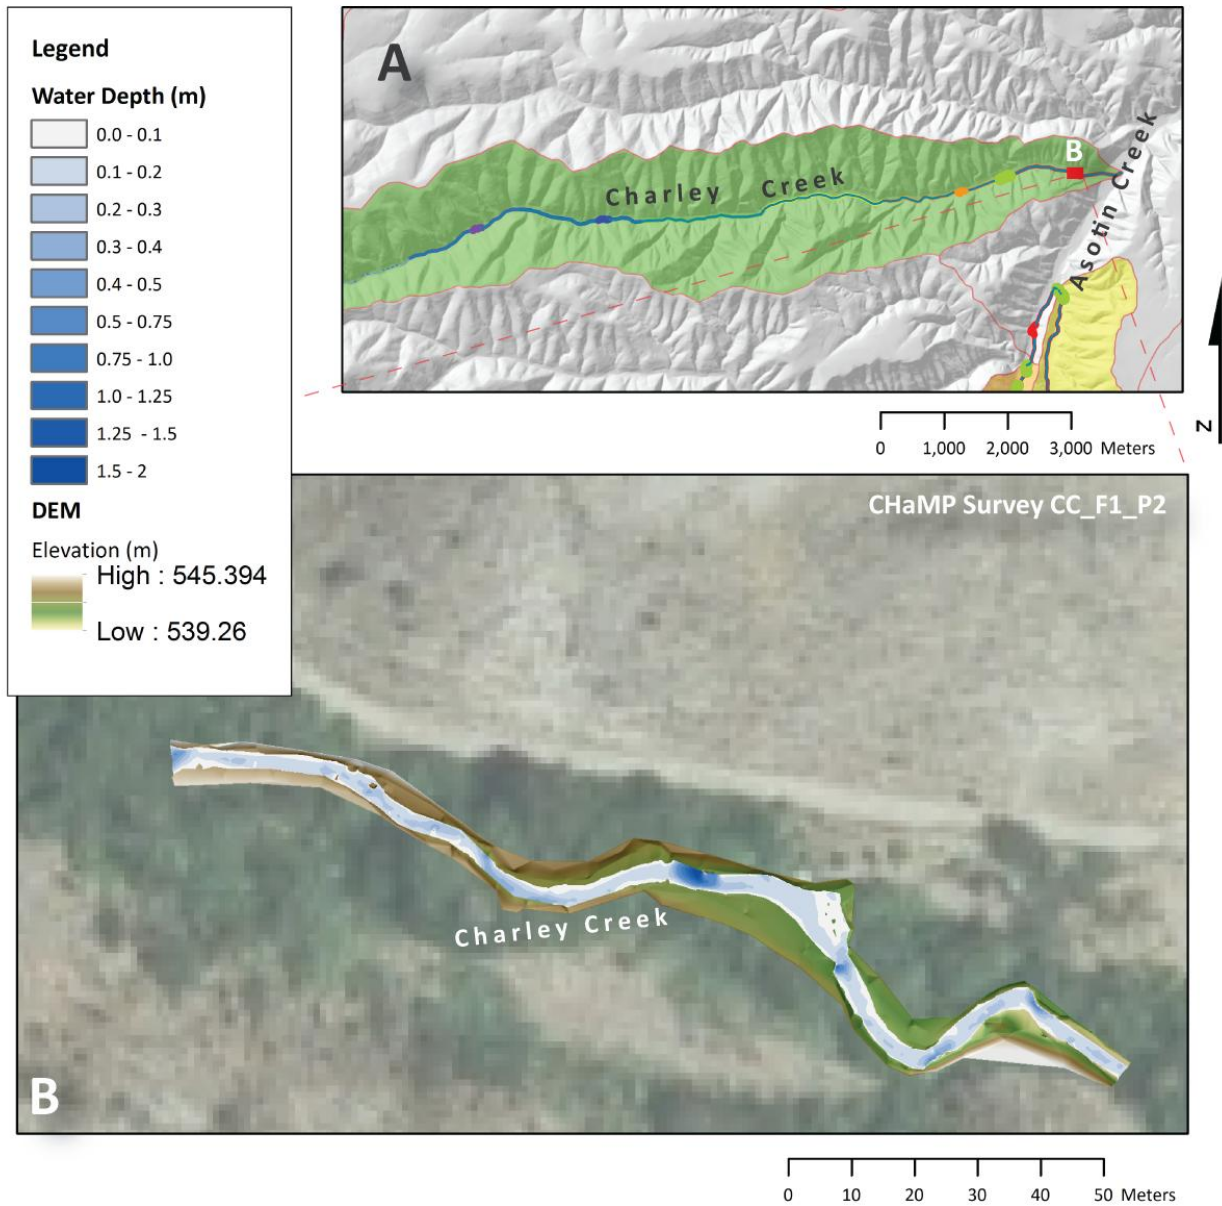 Legend
Water Depth (m)
0.0 - 0.1
0.1 - 0.2
0.2 - 0.3
0.3 - 0.4
0.4 - 0.5
0.5 - 0.75
0.75 - 1.0
1.0 - 1.25
1.25 - 1.5
1.5 - 2
DEM
Elevation (m)
High : 545.394
Low : 539.26
A
B
Charley Creek
Asotin Creek
0 1,000 2,000 3,000 Meters
N
CHaMP Survey CC_F1_P2
Charley Creek
B
0 10 20 30 40 50 Meters